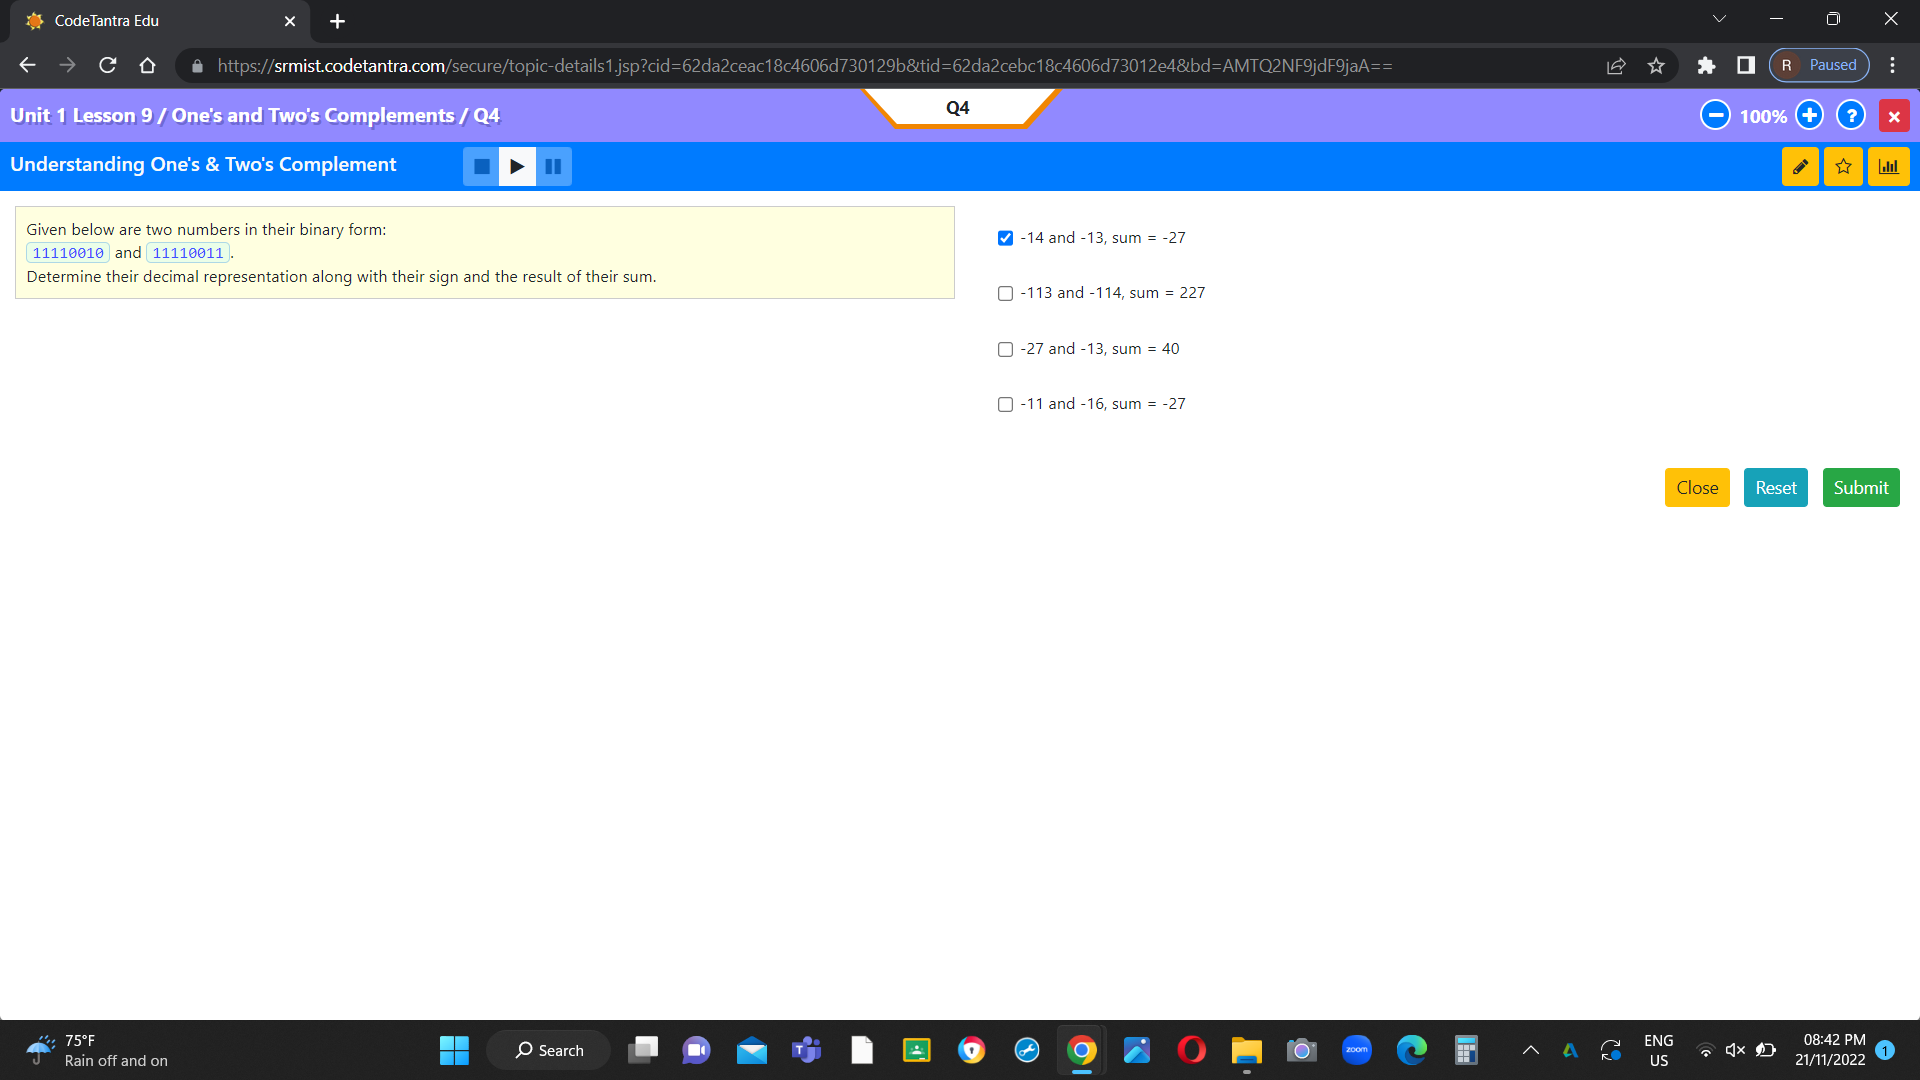 CodeTantra Edu
https://srmist.codetantra.com/secure/topic-details1.jsp?cid=62da2ceac18c4606d730129b&tid=62da2cebc18c4606d73012e4&bd=AMTQ2NF9jdF9jaA==
R Paused
Unit 1 Lesson 9 / One's and Two's Complements / Q4
Q4
100%
?
Understanding One's & Two's Complement
Given below are two numbers in their binary form:
11110010 and 11110011.
Determine their decimal representation along with their sign and the result of their sum.
-14 and -13, sum = -27
-113 and -114, sum = 227
-27 and -13, sum = 40
-11 and -16, sum = -27
Close Reset Submit
75°F
Rain off and on
Search
zoom
ENG
US
08:42 PM
21/11/2022
1